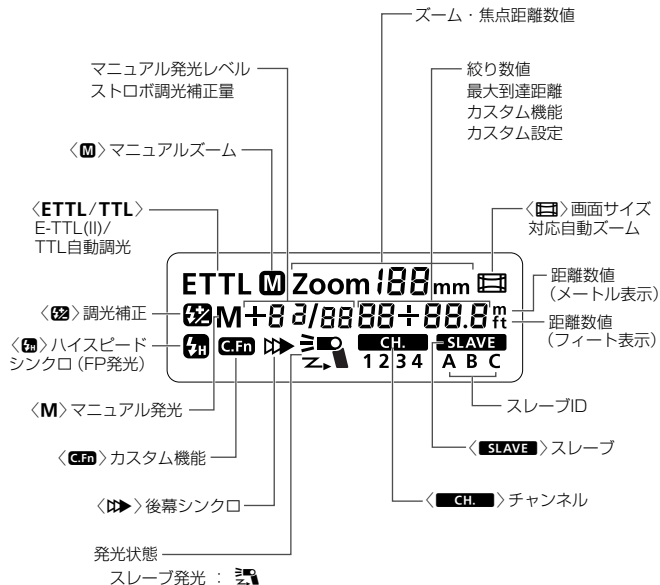 ズーム・焦点距離数値
マニュアル発光レベル
ストロボ調光補正量
絞り数値
最大到達距離
カスタム機能
カスタム設定
〈M〉マニュアルズーム
〈ETTL/TTL〉
E-TTL(II)/
TTL自動調光
〈〉画面サイズ
対応自動ズーム
ETTL M Zoom 188 mm
距離数値
(メートル表示)
〈〉調光補正
M+8 8/88 88+88.8 m ft
距離数値
(フィート表示)
〈H〉ハイスピード
シンクロ (FP発光)
H C.Fn CH. SLAVE
1 2 3 4 A B C
〈M〉マニュアル発光
スレーブID
〈C.Fn〉カスタム機能
〈SLAVE〉スレーブ
〈〉後幕シンクロ
〈CH.〉チャンネル
発光状態
スレーブ発光 :